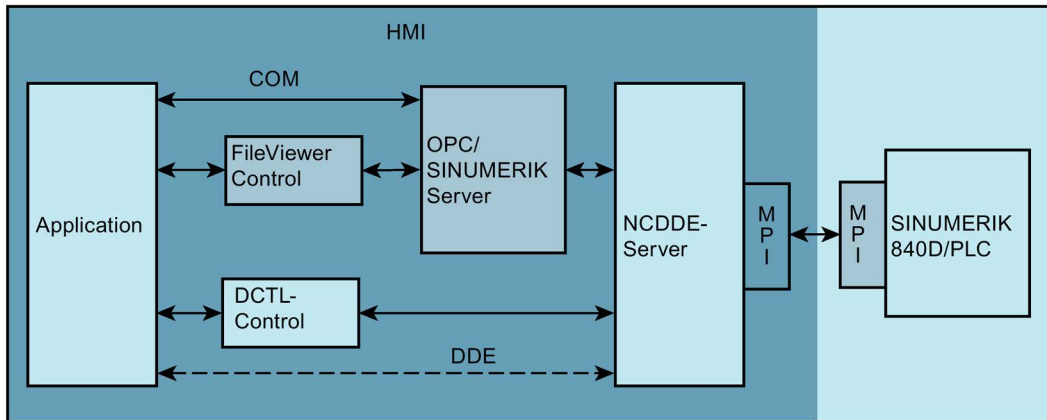 HMI
COM
Application
FileViewer
Control
OPC/
SINUMERIK
Server
NCDDE-
Server
M
P
I
M
P
I
SINUMERIK
840D/PLC
DCTL-
Control
DDE